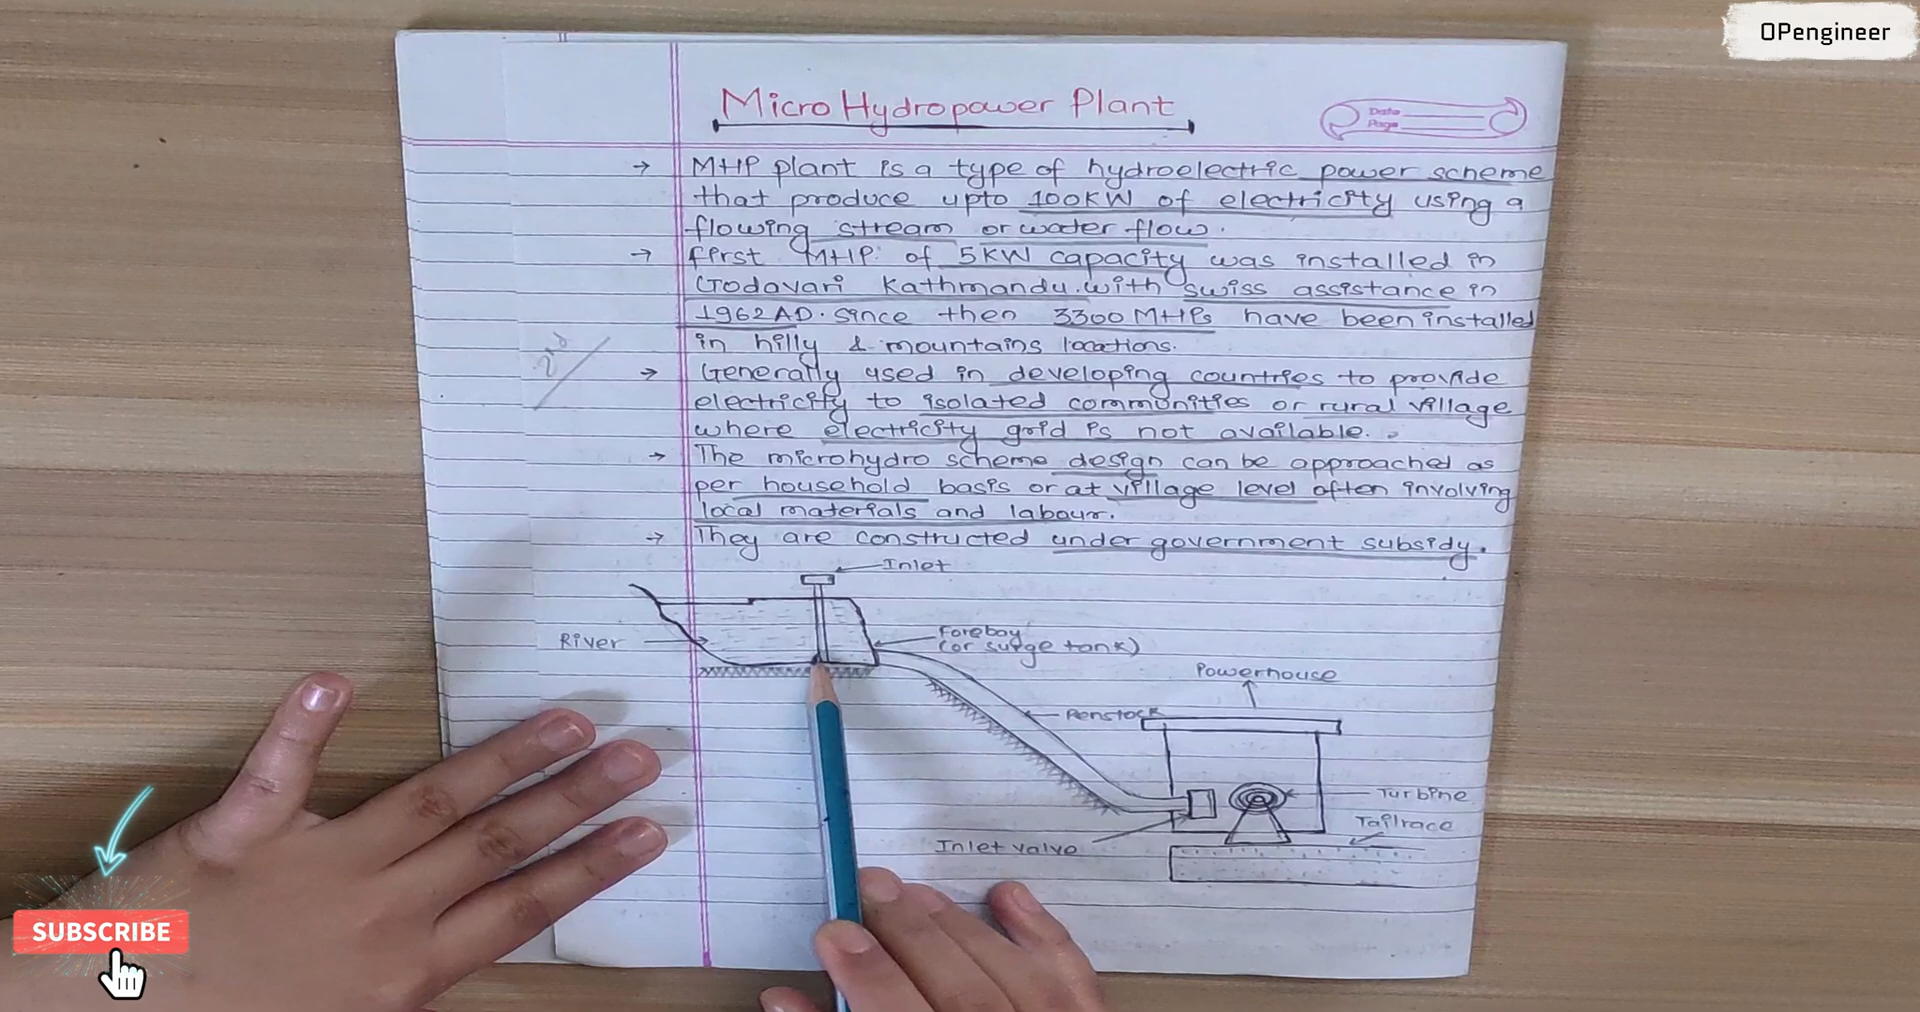 OPengineer
Micro Hydropower Plant
Date
Page
→ MHP plant is a type of hydroelectric power scheme
that produce upto 100KW of electricity using a
flowing stream or water flow.
→ first MHP of 5KW capacity was installed in
Godavari Kathmandu with swiss assistance in
1962AD. Since then 3300 MHPs have been installed
in hilly & mountains locations.
→ Generally used in developing countries to provide
electricity to isolated communities or rural village
where electricity grid is not available.
→ The microhydro scheme design can be approached as
per household basis or at village level often involving
local materials and labour.
→ They are constructed under government subsidy.
Inlet
River
Forebay
(or surge tank)
Powerhouse
Penstock
Turbine
Tailrace
Inlet valve
SUBSCRIBE